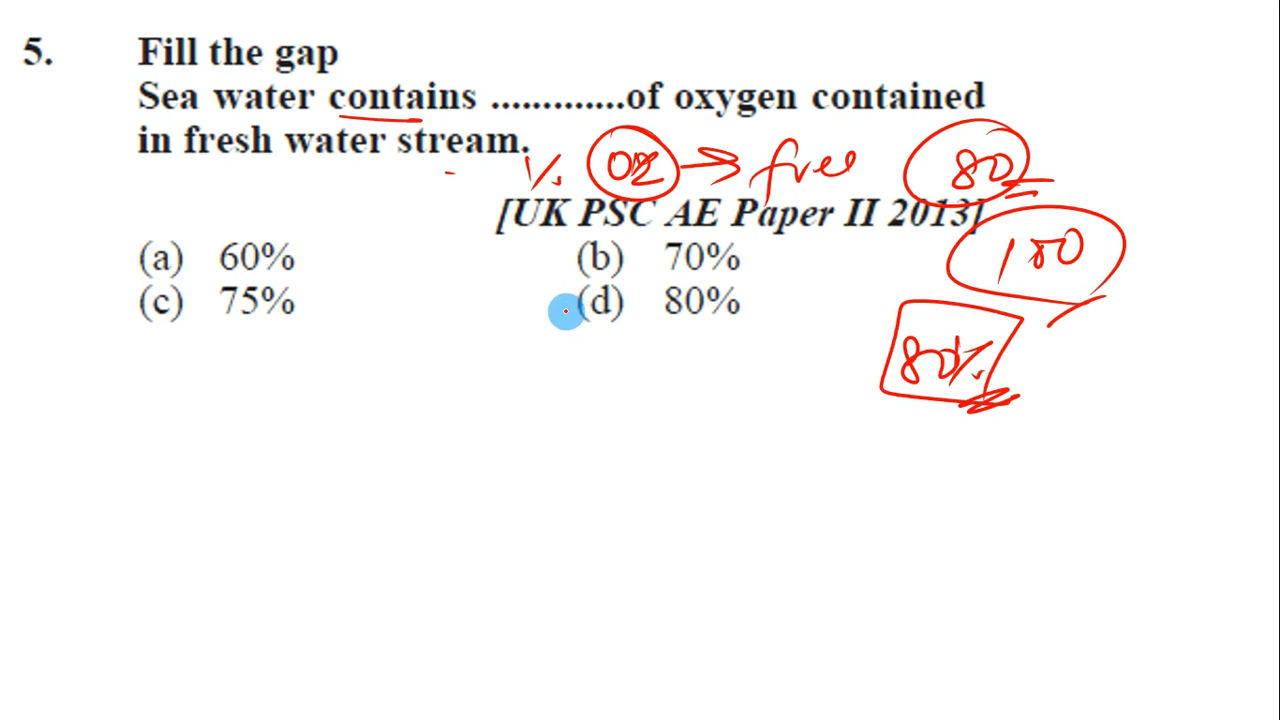 5. Fill the gap
Sea water contains .............of oxygen contained
in fresh water stream.
% O2 → free 80
[UK PSC AE Paper II 2013]
100
(a) 60% (b) 70%
(c) 75% (d) 80%
80%